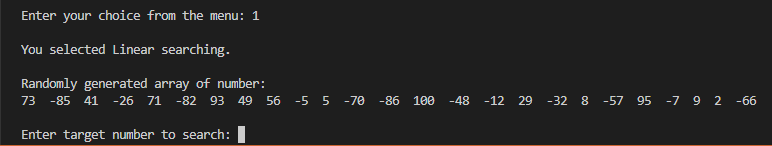 Enter your choice from the menu: 1
You selected Linear searching.
Randomly generated array of number:
73 -85 41 -26 71 -82 93 49 56 -5 5 -70 -86 100 -48 -12 29 -32 8 -57 95 -7 9 2 -66
Enter target number to search: